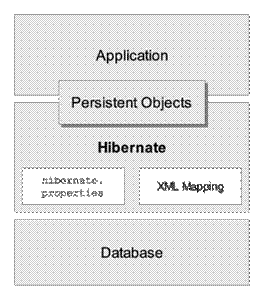 Application
Persistent Objects
Hibernate
hibernate.
properties
XML Mapping
Database